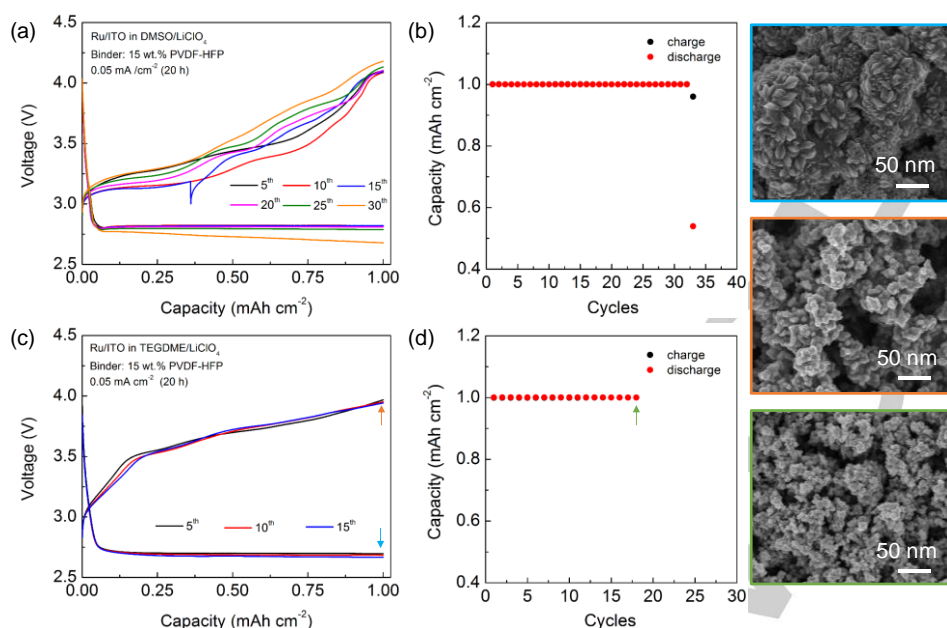 (a)
Ru/ITO in DMSO/LiClO₄
Binder: 15 wt.% PVDF-HFP
0.05 mA /cm⁻² (20 h)
Voltage (V)
4.5
4.0
3.5
3.0
2.5
5ᵗʰ 10ᵗʰ 15ᵗʰ
20ᵗʰ 25ᵗʰ 30ᵗʰ
0.00 0.25 0.50 0.75 1.00
Capacity (mAh cm⁻²)
(b)
charge
discharge
Capacity (mAh cm⁻²)
1.2
1.0
0.8
0.6
0.4
0 5 10 15 20 25 30 35 40
Cycles
50 nm
(c)
Ru/ITO in TEGDME/LiClO₄
Binder: 15 wt.% PVDF-HFP
0.05 mA cm⁻² (20 h)
Voltage (V)
4.5
4.0
3.5
3.0
2.5
5ᵗʰ 10ᵗʰ 15ᵗʰ
0.00 0.25 0.50 0.75 1.00
Capacity (mAh cm⁻²)
(d)
charge
discharge
Capacity (mAh cm⁻²)
1.2
1.0
0.8
0.6
0.4
0 5 10 15 20 25 30
Cycles
50 nm
50 nm